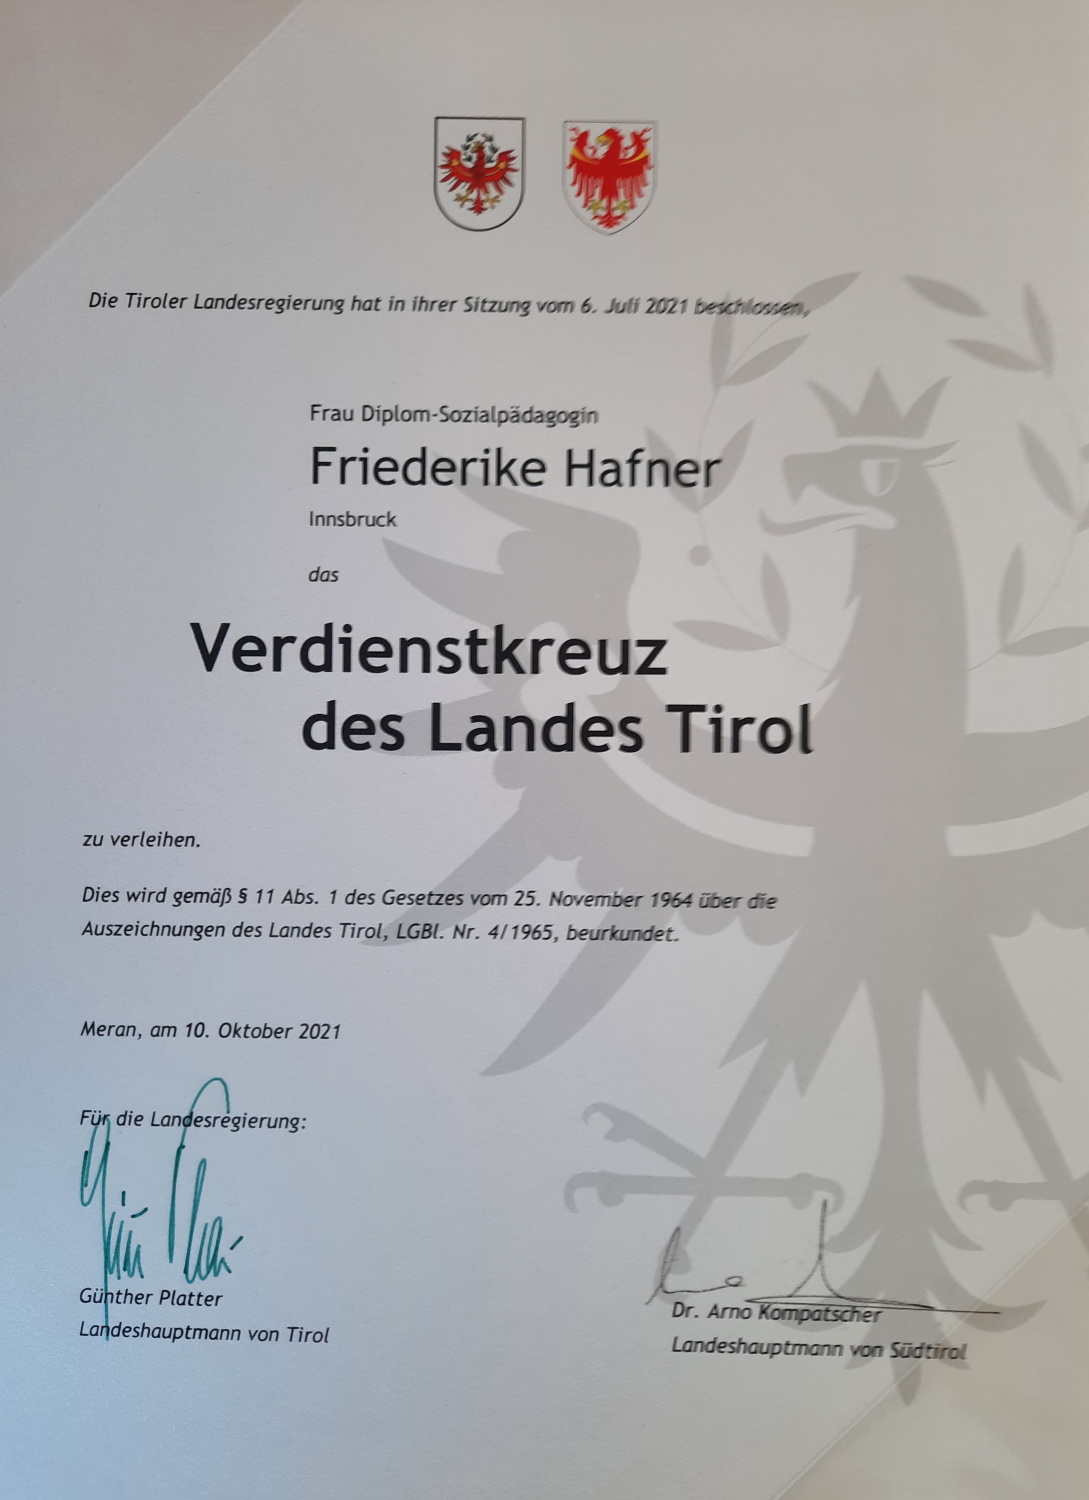 Die Tiroler Landesregierung hat in ihrer Sitzung vom 6. Juli 2021 beschlossen,
Frau Diplom-Sozialpädagogin
Friederike Hafner
Innsbruck
das
Verdienstkreuz
des Landes Tirol
zu verleihen.
Dies wird gemäß § 11 Abs. 1 des Gesetzes vom 25. November 1964 über die
Auszeichnungen des Landes Tirol, LGBl. Nr. 4/1965, beurkundet.
Meran, am 10. Oktober 2021
Für die Landesregierung:
Günther Platter
Landeshauptmann von Tirol
Dr. Arno Kompatscher
Landeshauptmann von Südtirol